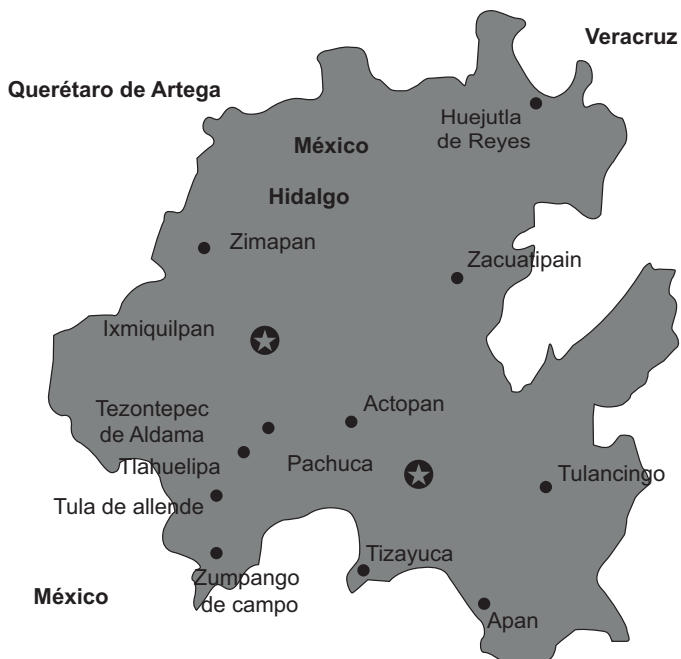 Veracruz
Querétaro de Artega
Huejutla
de Reyes
México
Hidalgo
Zimapan
Zacuatipain
Ixmiquilpan
Tezontepec
de Aldama
Actopan
Tlahuelipa
Pachuca
Tulancingo
Tula de allende
Tizayuca
Zumpango
de campo
México
Apan